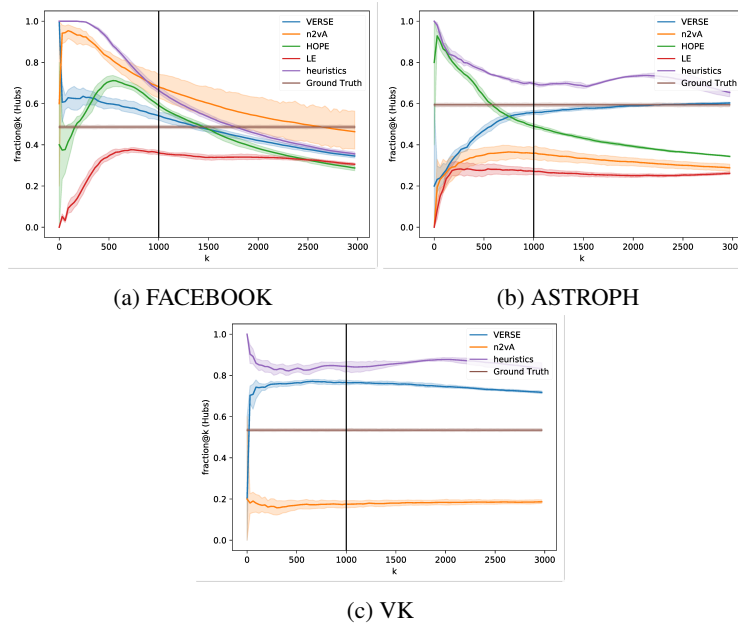 1.0
0.8
0.6
0.4
0.2
0.0
fraction@k (Hubs)
VERSE
n2vA
HOPE
LE
heuristics
Ground Truth
0 500 1000 1500 2000 2500 3000
k
(a) FACEBOOK
1.0
0.8
0.6
0.4
0.2
0.0
fraction@k (Hubs)
VERSE
n2vA
HOPE
LE
heuristics
Ground Truth
0 500 1000 1500 2000 2500 3000
k
(b) ASTROPH
1.0
0.8
0.6
0.4
0.2
0.0
fraction@k (Hubs)
VERSE
n2vA
heuristics
Ground Truth
0 500 1000 1500 2000 2500 3000
k
(c) VK